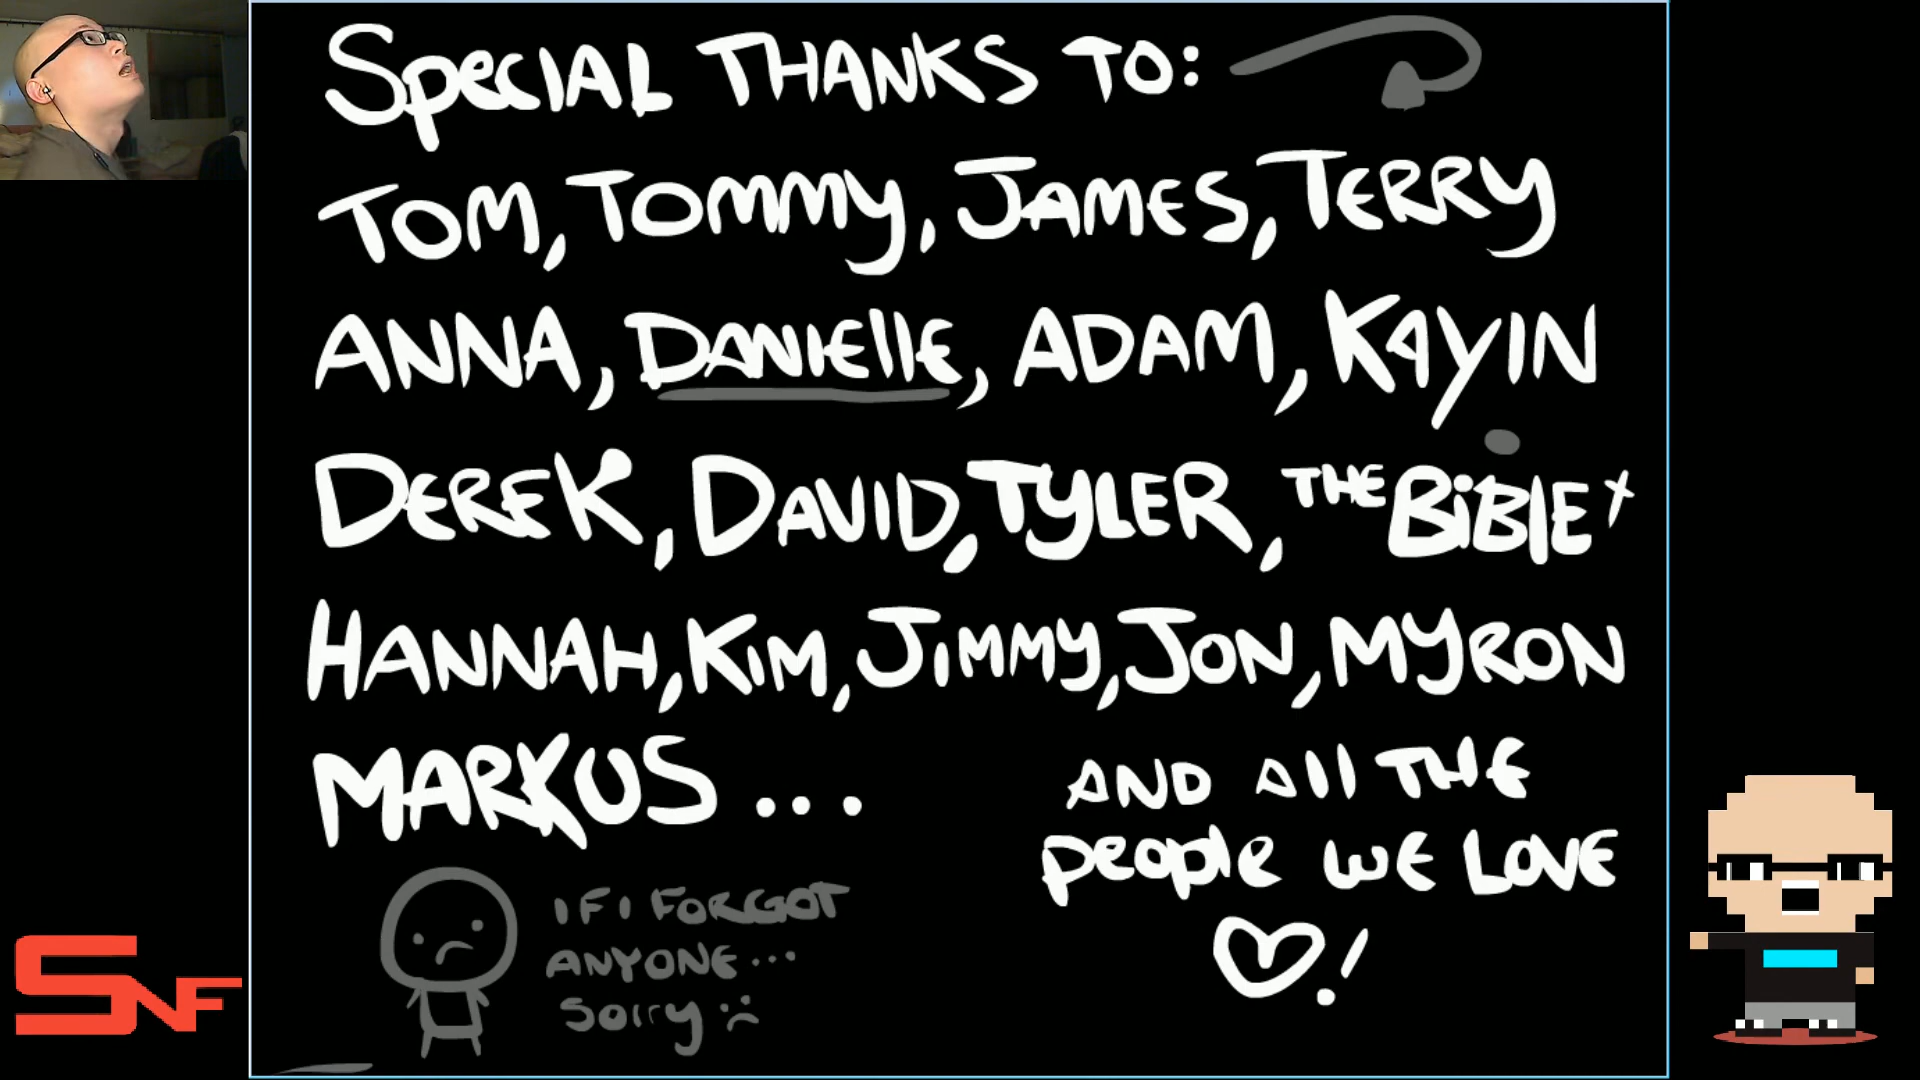 SpecIAL THANKS TO:
TOM, TOMMY, JAMES, TERRY
ANNA, DANIEllE, ADAM, KAYIN
DEREK, DAVID, TYLER, THE BiBlE
HANNAH, KiM, JiMMY, JON, MYRON
MARKUS...
AND All THE
people WE LOVE
!
IF I FORGOT
ANYONE...
Sorry :(
SNF